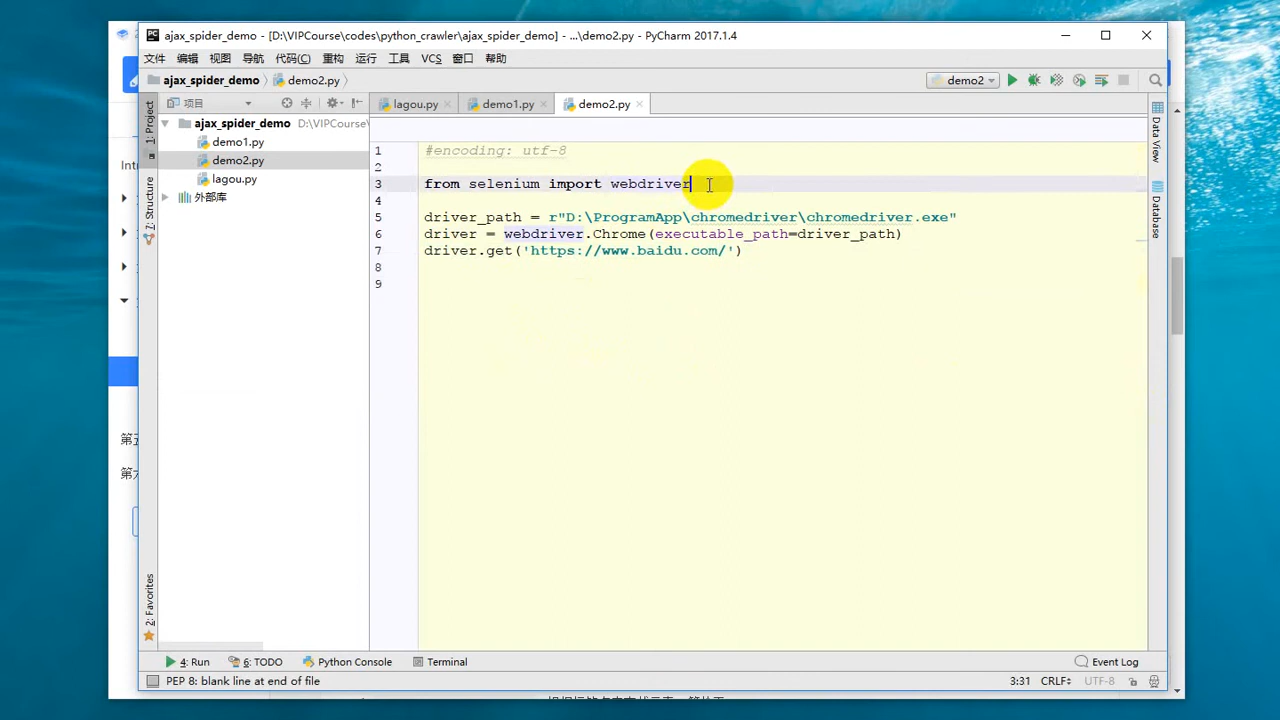 ajax_spider_demo - [D:\VIPCourse\codes\python_crawler\ajax_spider_demo] - ...\demo2.py - PyCharm 2017.1.4
文件 编辑 视图 导航 代码(C) 重构 运行 工具 VCS 窗口 帮助
ajax_spider_demo demo2.py demo2
项目 lagou.py demo1.py demo2.py
1: Project
ajax_spider_demo D:\VIPCourse\
demo1.py
demo2.py
lagou.py
外部库
7: Structure
2: Favorites
1 #encoding: utf-8
2
3 from selenium import webdriver
4
5 driver_path = r"D:\ProgramApp\chromedriver\chromedriver.exe"
6 driver = webdriver.Chrome(executable_path=driver_path)
7 driver.get('https://www.baidu.com/')
8
9
Data View
Database
Intr
第五
第六
4: Run 6: TODO Python Console Terminal Event Log
PEP 8: blank line at end of file 3:31 CRLF UTF-8